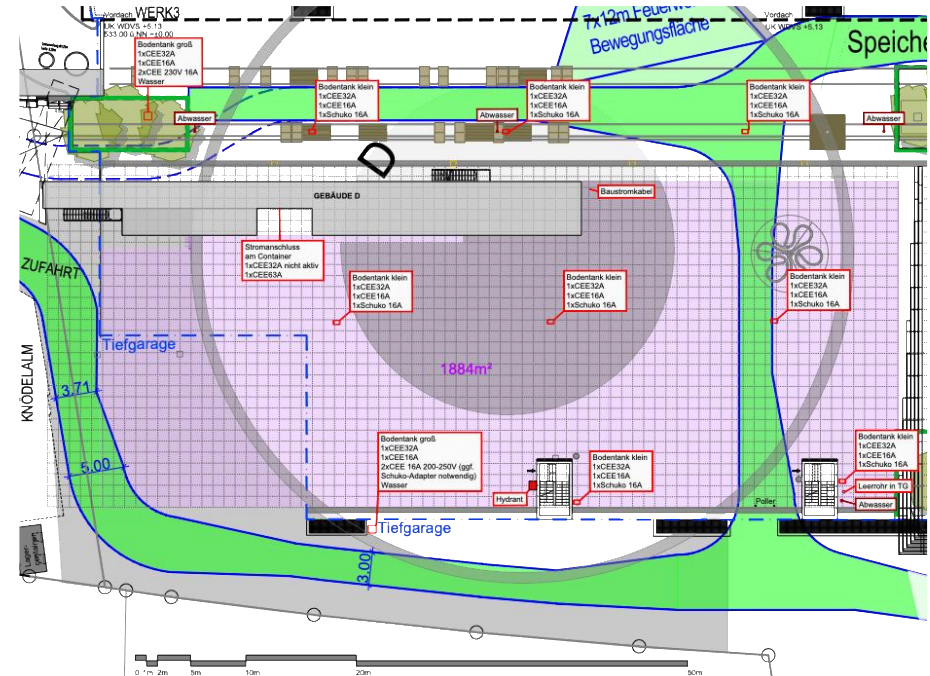 Vordach WERK3
UK WDVS +5.13
533.00 ü.NN =±0.00
7x12m Feuerw
Bewegungsfläche
Vordach
UK WDVS +5.13
Speiche
Bodentank groß
1xCEE32A
1xCEE16A
2xCEE 230V 16A
Wasser
Bodentank klein
1xCEE32A
1xCEE16A
1xSchuko 16A
Bodentank klein
1xCEE32A
1xCEE16A
1xSchuko 16A
Bodentank klein
1xCEE32A
1xCEE16A
1xSchuko 16A
Abwasser
Abwasser
Abwasser
D
GEBÄUDE D
Baustromkabel
Stromanschluss
am Container
1xCEE32A nicht aktiv
1xCEE63A
ZUFAHRT
Bodentank klein
1xCEE32A
1xCEE16A
1xSchuko 16A
Bodentank klein
1xCEE32A
1xCEE16A
1xSchuko 16A
Bodentank klein
1xCEE32A
1xCEE16A
1xSchuko 16A
Tiefgarage
1884m²
KNÖDELALM
3.71
5.00
Bodentank groß
1xCEE32A
1xCEE16A
2xCEE 16A 200-250V (ggf.
Schuko-Adapter notwendig)
Wasser
Bodentank klein
1xCEE32A
1xCEE16A
1xSchuko 16A
Bodentank klein
1xCEE32A
1xCEE16A
1xSchuko 16A
Hydrant
Poller
Leerrohr in TG
Abwasser
Tiefgarage
Lager-
container
3.00
0 1m 2m 5m 10m 20m 50m